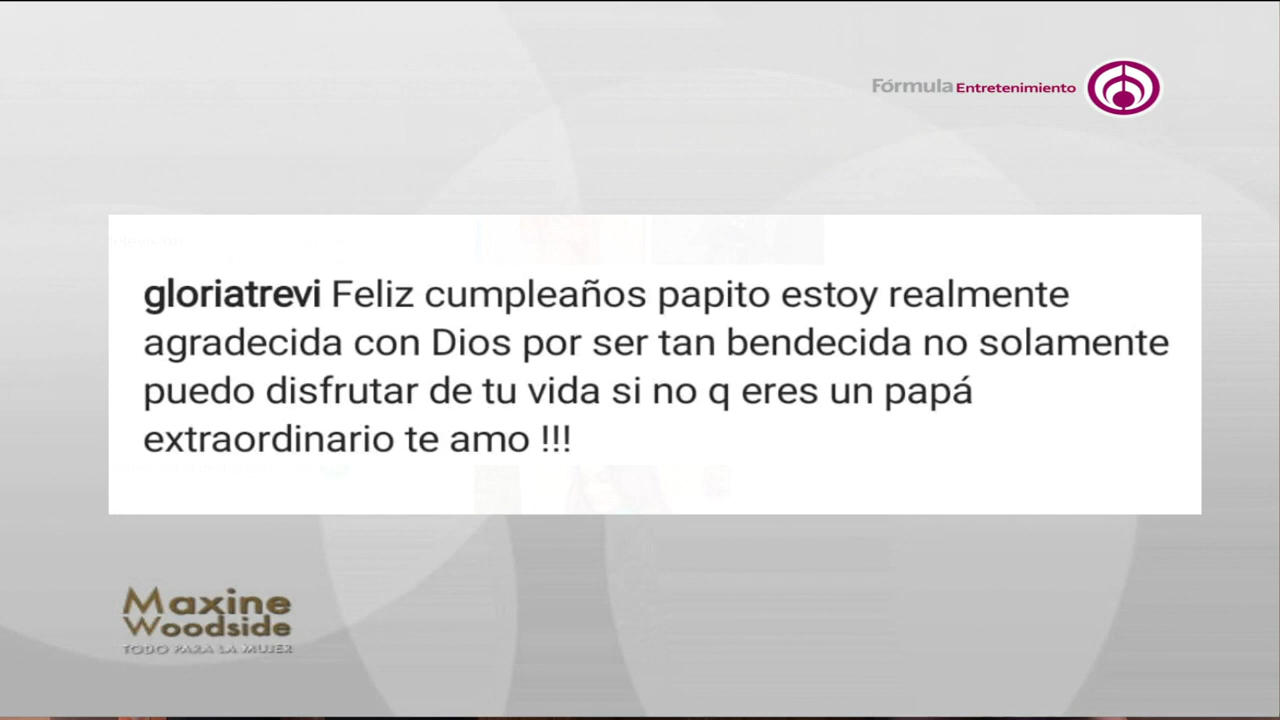 Fórmula Entretenimiento
gloriatrevi Feliz cumpleaños papito estoy realmente
agradecida con Dios por ser tan bendecida no solamente
puedo disfrutar de tu vida si no q eres un papá
extraordinario te amo !!!
Maxine
Woodside
TODO PARA LA MUJER